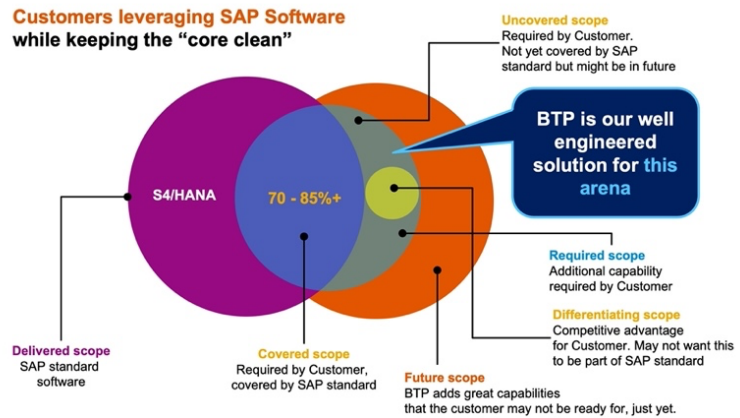 Customers leveraging SAP Software
while keeping the “core clean”
Uncovered scope
Required by Customer.
Not yet covered by SAP
standard but might be in future
BTP is our well
engineered
solution for this
arena
S4/HANA
70 - 85%+
Required scope
Additional capability
required by Customer
Differentiating scope
Competitive advantage
for Customer. May not want this
to be part of SAP standard
Delivered scope
SAP standard
software
Covered scope
Required by Customer,
covered by SAP standard
Future scope
BTP adds great capabilities
that the customer may not be ready for, just yet.